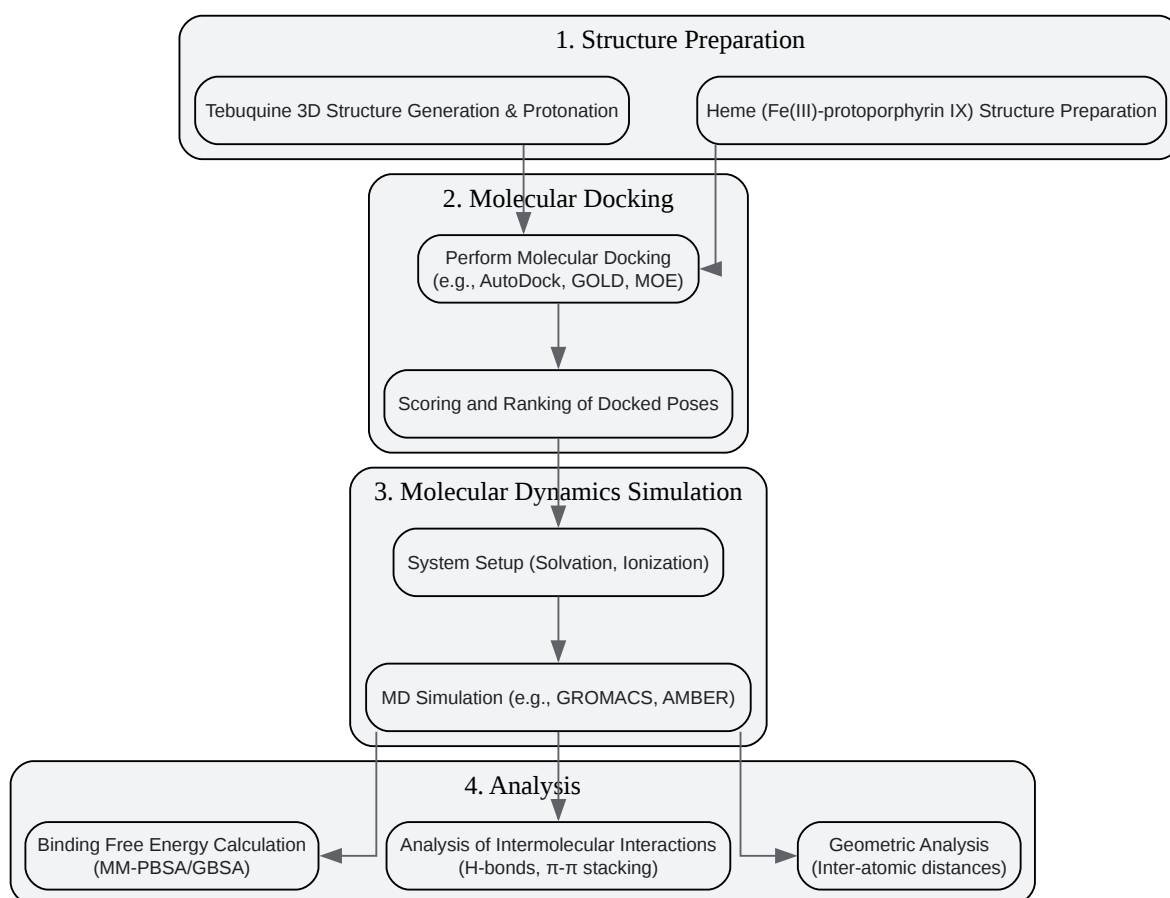 1. Structure Preparation
Tebuquine 3D Structure Generation & Protonation
Heme (Fe(III)-protoporphyrin IX) Structure Preparation
2. Molecular Docking
Perform Molecular Docking
(e.g., AutoDock, GOLD, MOE)
Scoring and Ranking of Docked Poses
3. Molecular Dynamics Simulation
System Setup (Solvation, Ionization)
MD Simulation (e.g., GROMACS, AMBER)
4. Analysis
Binding Free Energy Calculation
(MM-PBSA/GBSA)
Analysis of Intermolecular Interactions
(H-bonds, π-π stacking)
Geometric Analysis
(Inter-atomic distances)